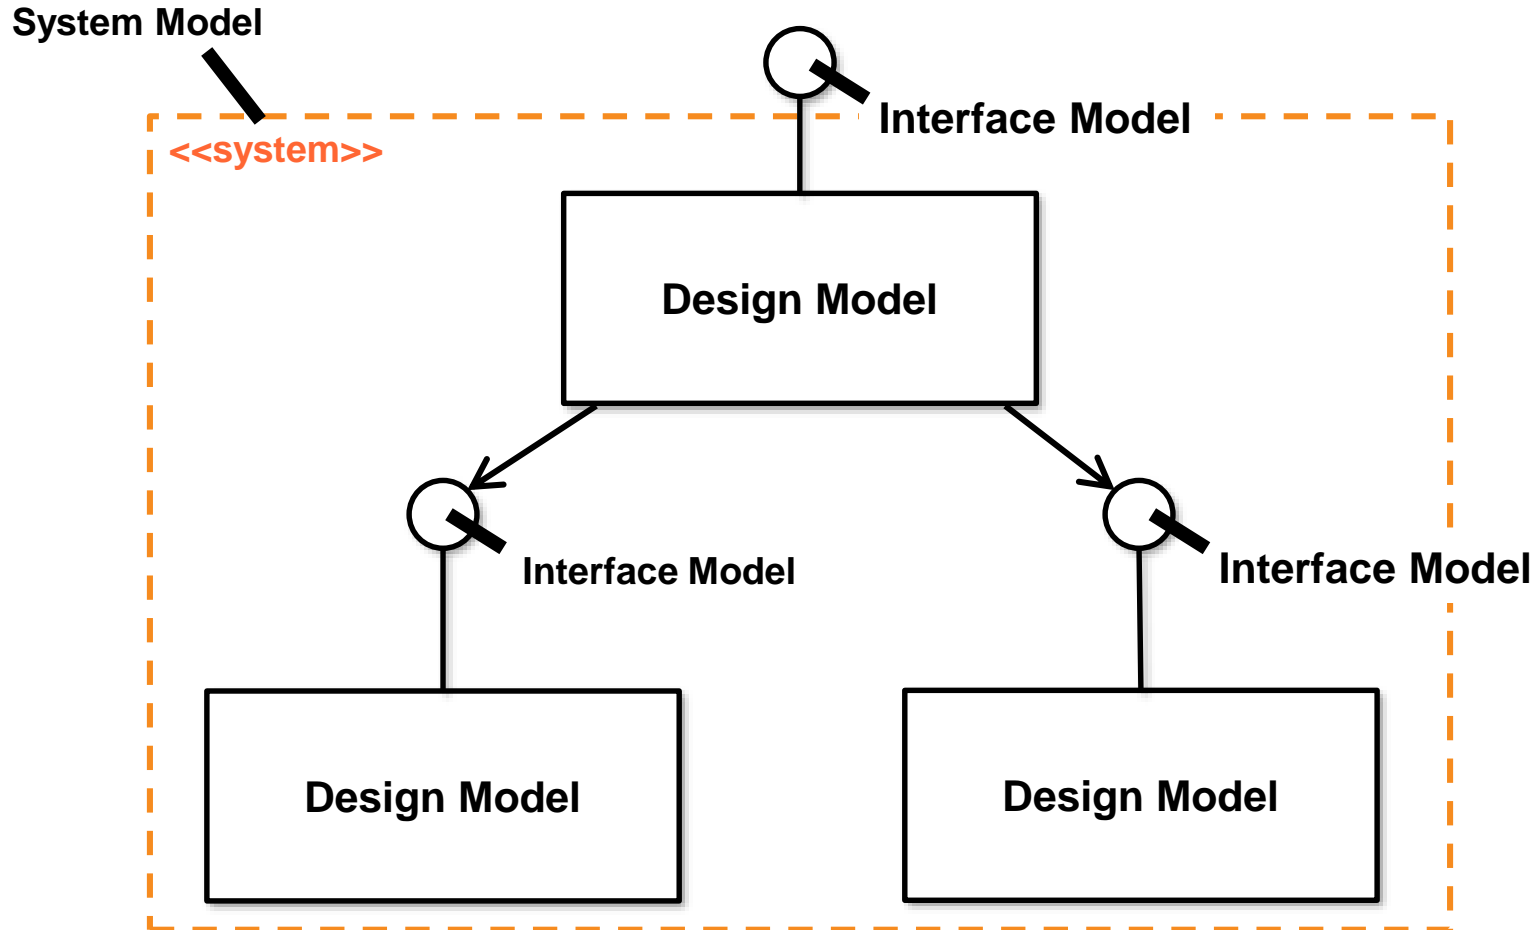 System Model
Interface Model
<<system>>
Design Model
Interface Model
Interface Model
Design Model
Design Model